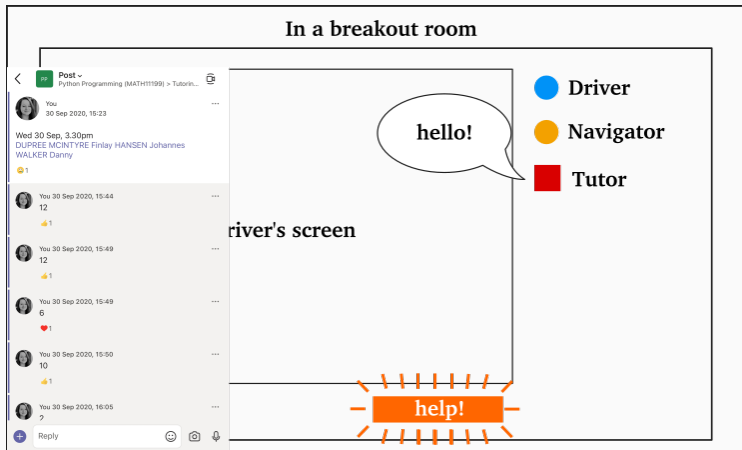 In a breakout room
Post
Python Programming (MATH11199) > Tutorin...
You
30 Sep 2020, 15:23
Wed 30 Sep, 3.30pm
DUPREE MCINTYRE Finlay HANSEN Johannes
WALKER Danny
1
You 30 Sep 2020, 15:44
12
1
You 30 Sep 2020, 15:49
12
1
You 30 Sep 2020, 15:49
6
1
You 30 Sep 2020, 15:50
10
1
You 30 Sep 2020, 16:05
2
Reply
river's screen
hello!
Driver
Navigator
Tutor
help!